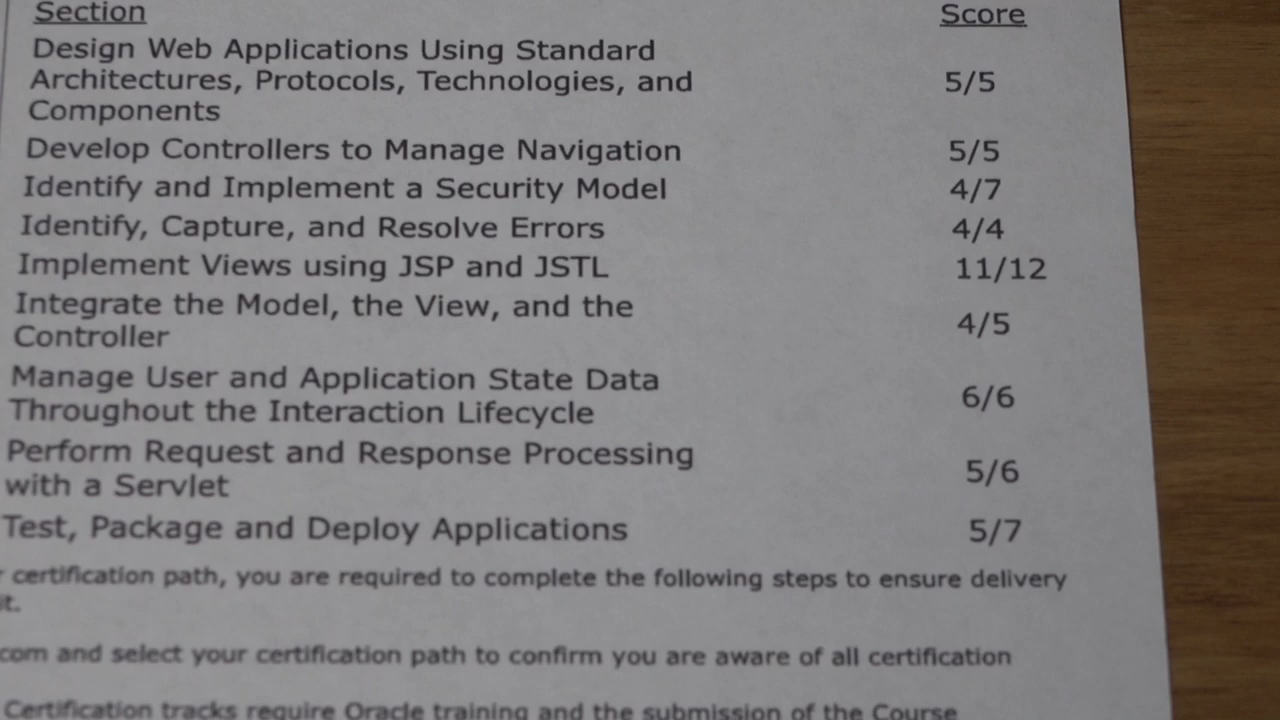 Section Score
Design Web Applications Using Standard
Architectures, Protocols, Technologies, and 5/5
Components
Develop Controllers to Manage Navigation 5/5
Identify and Implement a Security Model 4/7
Identify, Capture, and Resolve Errors 4/4
Implement Views using JSP and JSTL 11/12
Integrate the Model, the View, and the
Controller 4/5
Manage User and Application State Data
Throughout the Interaction Lifecycle 6/6
Perform Request and Response Processing
with a Servlet 5/6
Test, Package and Deploy Applications 5/7
certification path, you are required to complete the following steps to ensure delivery
it.
com and select your certification path to confirm you are aware of all certification
Certification tracks require Oracle training and the submission of the Course